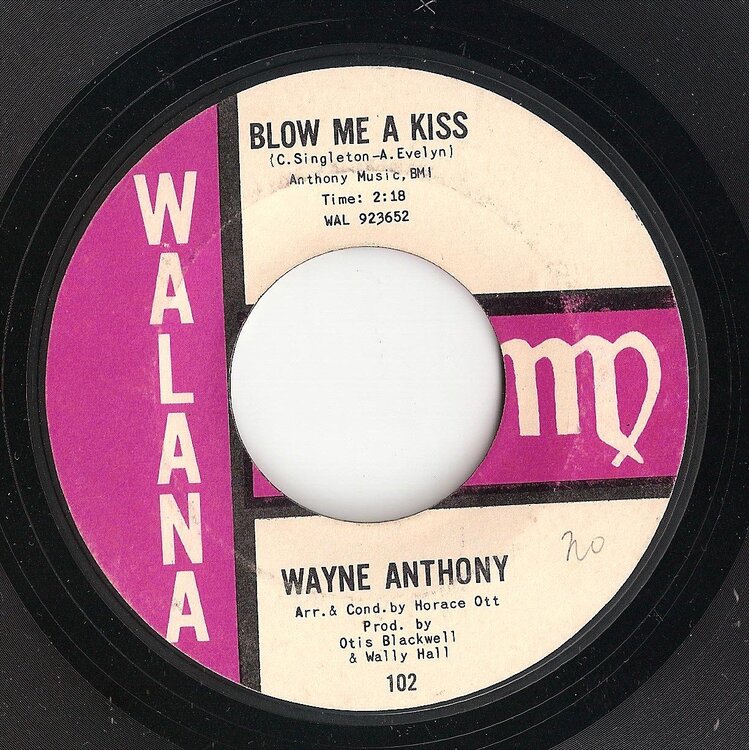 WALANA
BLOW ME A KISS
(C.Singleton-A.Evelyn)
Anthony Music, BMI
Time: 2:18
WAL 923652
WAYNE ANTHONY
Arr.& Cond.by Horace Ott
Prod. by
Otis Blackwell
& Wally Hall
102
no